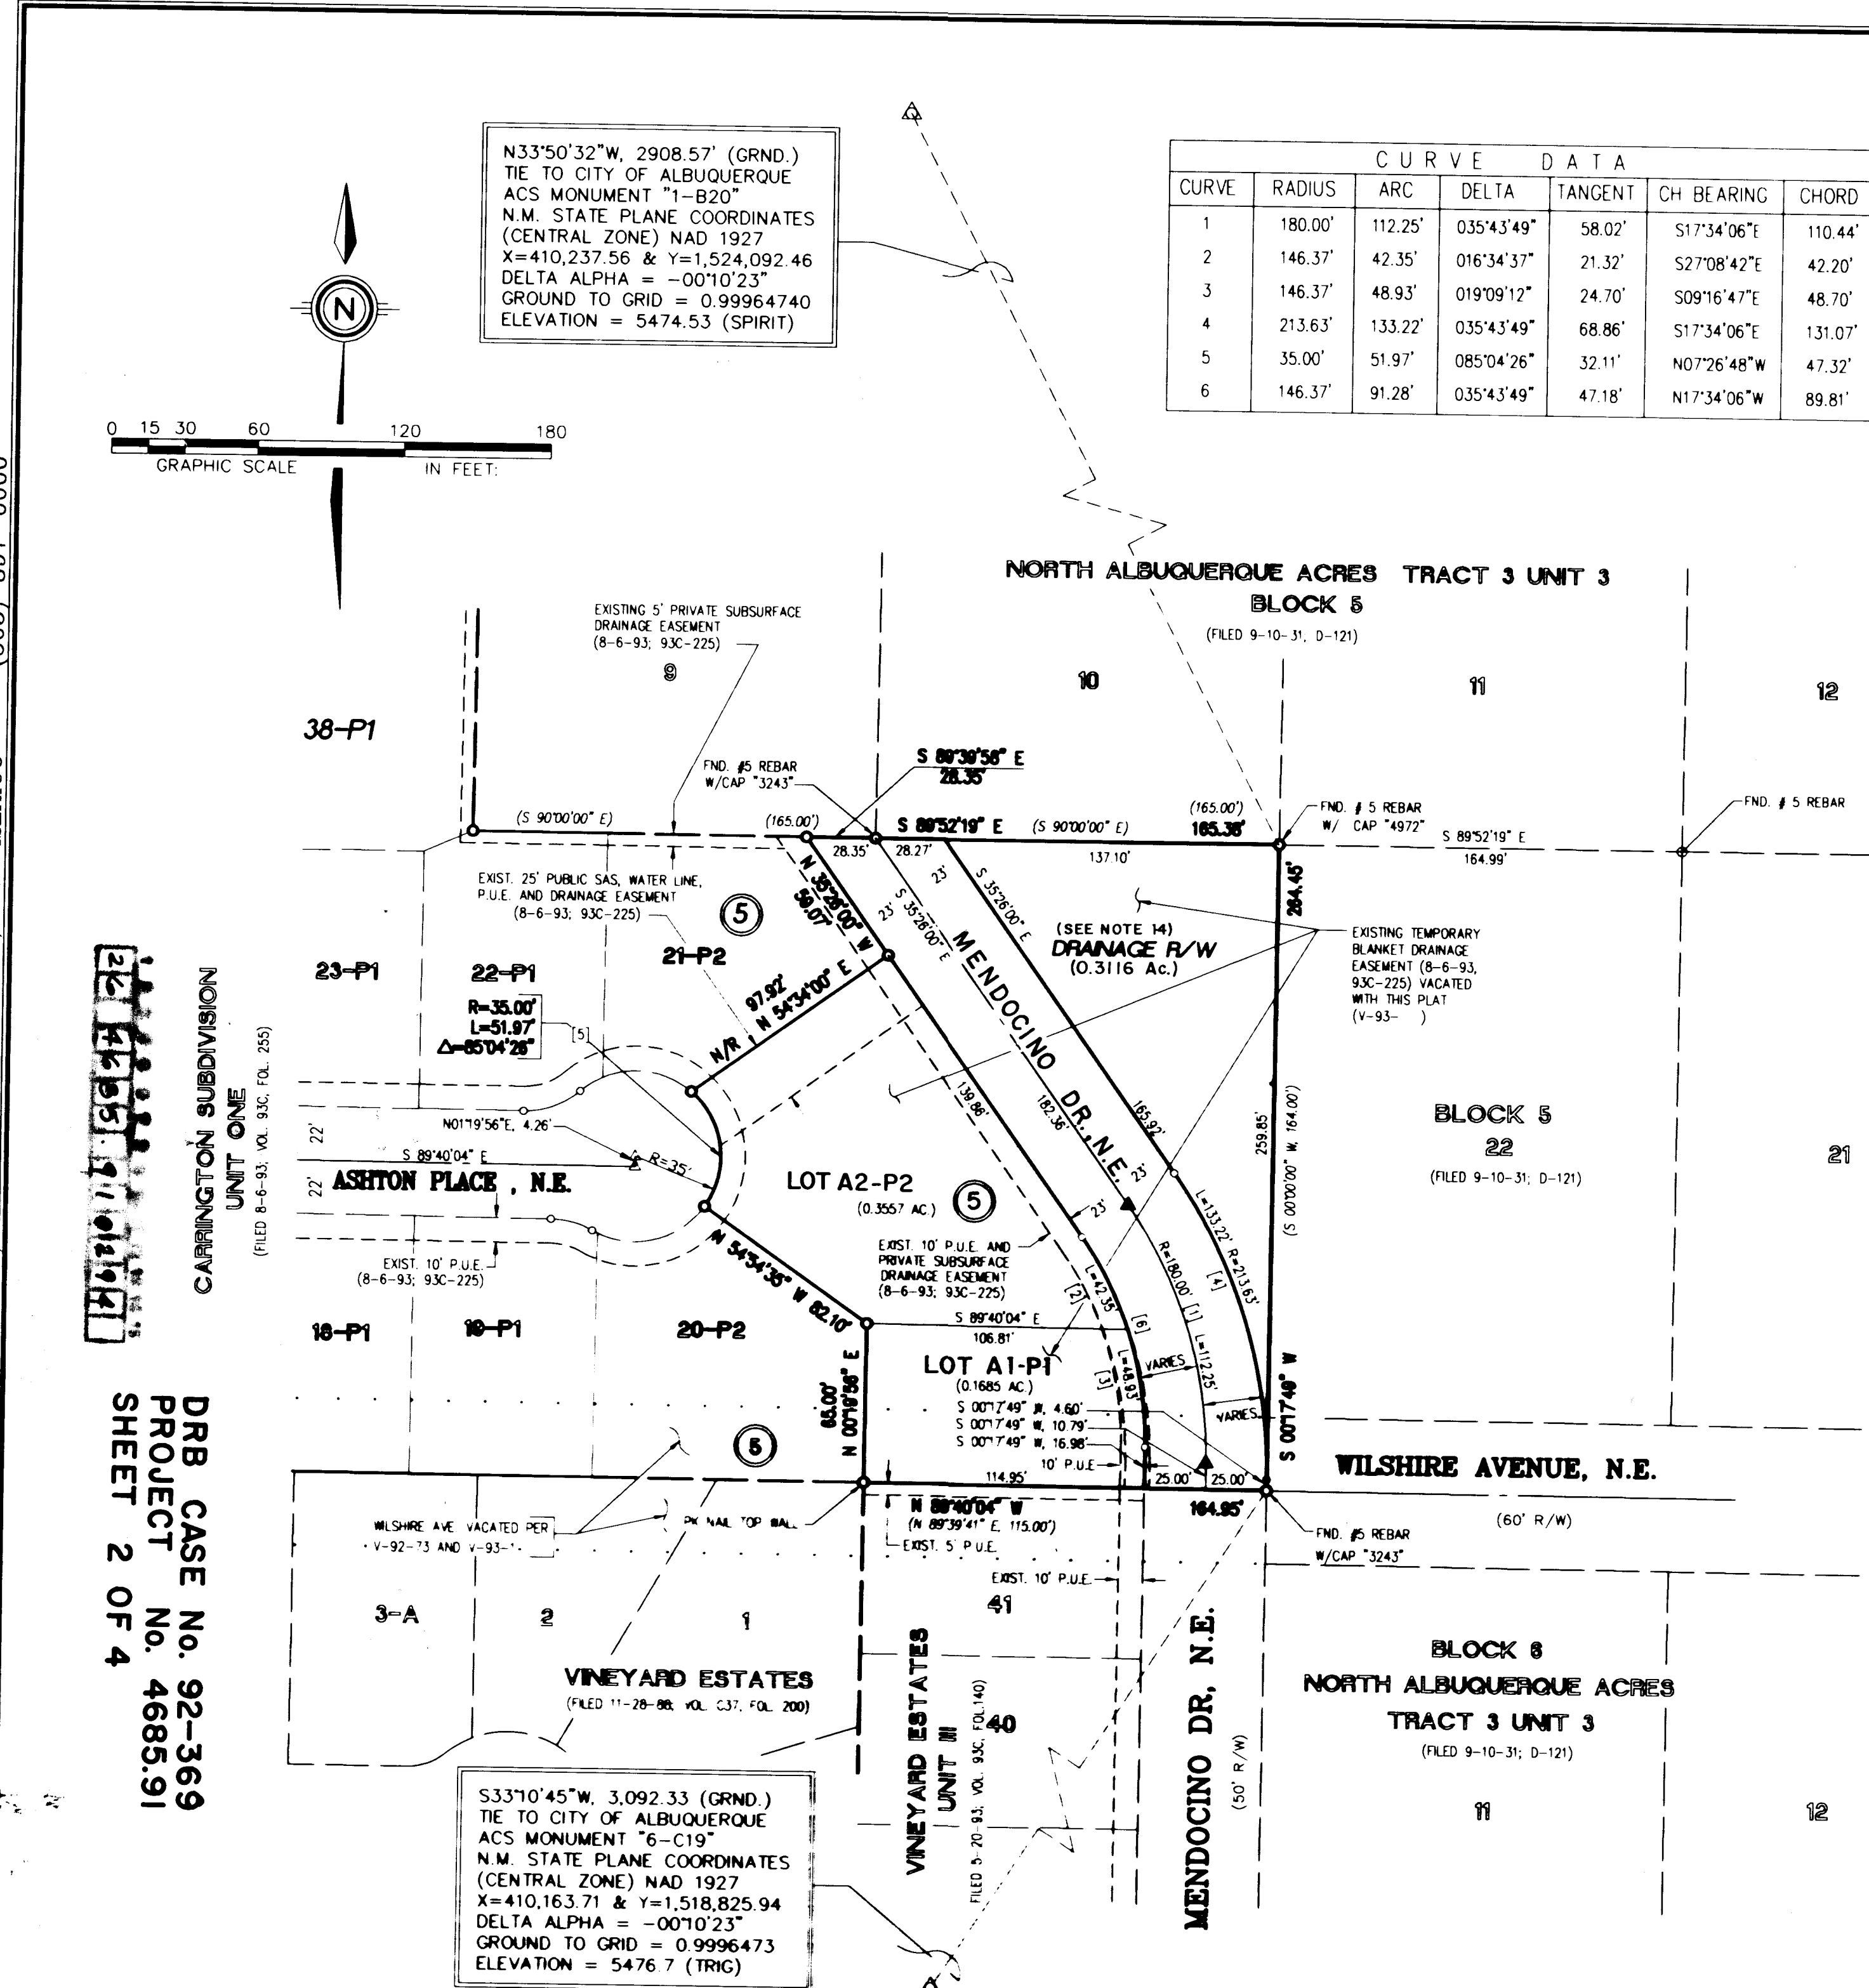 N33°50'32"W, 2908.57' (GRND.)
TIE TO CITY OF ALBUQUERQUE
ACS MONUMENT "1-B20"
N.M. STATE PLANE COORDINATES
(CENTRAL ZONE) NAD 1927
X=410,237.56 & Y=1,524,092.46
DELTA ALPHA = -00°10'23"
GROUND TO GRID = 0.99964740
ELEVATION = 5474.53 (SPIRIT)
CURVE DATA
CURVE RADIUS ARC DELTA TANGENT CH BEARING CHORD
1 180.00' 112.25' 035°43'49" 58.02' S17°34'06"E 110.44'
2 146.37' 42.35' 016°34'37" 21.32' S27°08'42"E 42.20'
3 146.37' 48.93' 019°09'12" 24.70' S09°16'47"E 48.70'
4 213.63' 133.22' 035°43'49" 68.86' S17°34'06"E 131.07'
5 35.00' 51.97' 085°04'26" 32.11' N07°26'48"W 47.32'
6 146.37' 91.28' 035°43'49" 47.18' N17°34'06"W 89.81'
N
0 15 30 60 120 180
GRAPHIC SCALE IN FEET:
NORTH ALBUQUERQUE ACRES TRACT 3 UNIT 3
BLOCK 5
(FILED 9-10-31, D-121)
EXISTING 5' PRIVATE SUBSURFACE
DRAINAGE EASEMENT
(8-6-93; 93C-225)
9
10
11
12
38-P1
FND. #5 REBAR
W/CAP "3243"
S 89°39'56" E
28.35'
(S 90°00'00" E)
(165.00')
S 89°52'19" E
(S 90°00'00" E)
(165.00')
165.36'
FND. # 5 REBAR
W/ CAP "4972"
S 89°52'19" E
164.99'
FND. # 5 REBAR
28.35'
28.27'
137.10'
EXIST. 25' PUBLIC SAS, WATER LINE,
P.U.E. AND DRAINAGE EASEMENT
(8-6-93; 93C-225)
5
21-P2
22-P1
23-P1
N 35°26'00" W
59.07'
23'
23'
S 35°26'00" E
S 35°26'00" E
264.45'
(SEE NOTE 14)
DRAINAGE R/W
(0.3116 Ac.)
EXISTING TEMPORARY
BLANKET DRAINAGE
EASEMENT (8-6-93,
93C-225) VACATED
WITH THIS PLAT
(V-93- )
R=35.00'
L=51.97'
Δ=85°04'26"
[5]
97.92'
N 54°34'00" E
N/R
MENDOCINO DR., N.E.
139.86'
182.36'
165.92'
23'
23'
259.85'
(S 00°00'00" W, 164.00')
BLOCK 5
22
(FILED 9-10-31; D-121)
21
CARRINGTON SUBDIVISION
UNIT ONE
(FILED 8-6-93; VOL. 93C, FOL. 255)
22'
22'
N01°19'56"E, 4.26'
S 89°40'04" E
R=35'
ASHTON PLACE , N.E.
LOT A2-P2
(0.3557 AC.)
5
EXIST. 10' P.U.E.
(8-6-93; 93C-225)
EXIST. 10' P.U.E. AND
PRIVATE SUBSURFACE
DRAINAGE EASEMENT
(8-6-93; 93C-225)
N 54°54'35" W 82.10'
L=42.35'
[2]
[6]
R=180.00' [1] L=112.25'
L=133.22' R=213.63'
[4]
18-P1
19-P1
20-P2
S 89°40'04" E
106.81'
LOT A1-P1
(0.1685 AC.)
[3]
L=48.93'
VARIES
VARIES
S 00°17'49" W, 4.60'
S 00°17'49" W, 10.79'
S 00°17'49" W, 16.98'
10' P.U.E
65.00'
N 00°19'56" E
S 00°17'49" W
5
114.95'
25.00'
25.00'
N 89°40'04" W
(N 89°39'41" E, 115.00')
164.95'
EXIST. 5' P.U.E.
WILSHIRE AVENUE, N.E.
(60' R/W)
FND. #5 REBAR
W/CAP "3243"
WILSHIRE AVE. VACATED PER
V-92-73 AND V-93-
PK NAIL TOP WALL
EXIST. 10' P.U.E.
3-A
2
1
41
40
VINEYARD ESTATES
(FILED 11-28-88; VOL. C37, FOL. 200)
VINEYARD ESTATES
UNIT III
FILED 5-20-93; VOL. 93C, FOL.140)
MENDOCINO DR, N.E.
(50' R/W)
BLOCK 6
NORTH ALBUQUERQUE ACRES
TRACT 3 UNIT 3
(FILED 9-10-31; D-121)
11
12
S33°10'45"W, 3,092.33 (GRND.)
TIE TO CITY OF ALBUQUERQUE
ACS MONUMENT "6-C19"
N.M. STATE PLANE COORDINATES
(CENTRAL ZONE) NAD 1927
X=410,163.71 & Y=1,518,825.94
DELTA ALPHA = -00°10'23"
GROUND TO GRID = 0.9996473
ELEVATION = 5476.7 (TRIG)
DRB CASE No. 92-369
PROJECT No. 4685.91
SHEET 2 OF 4